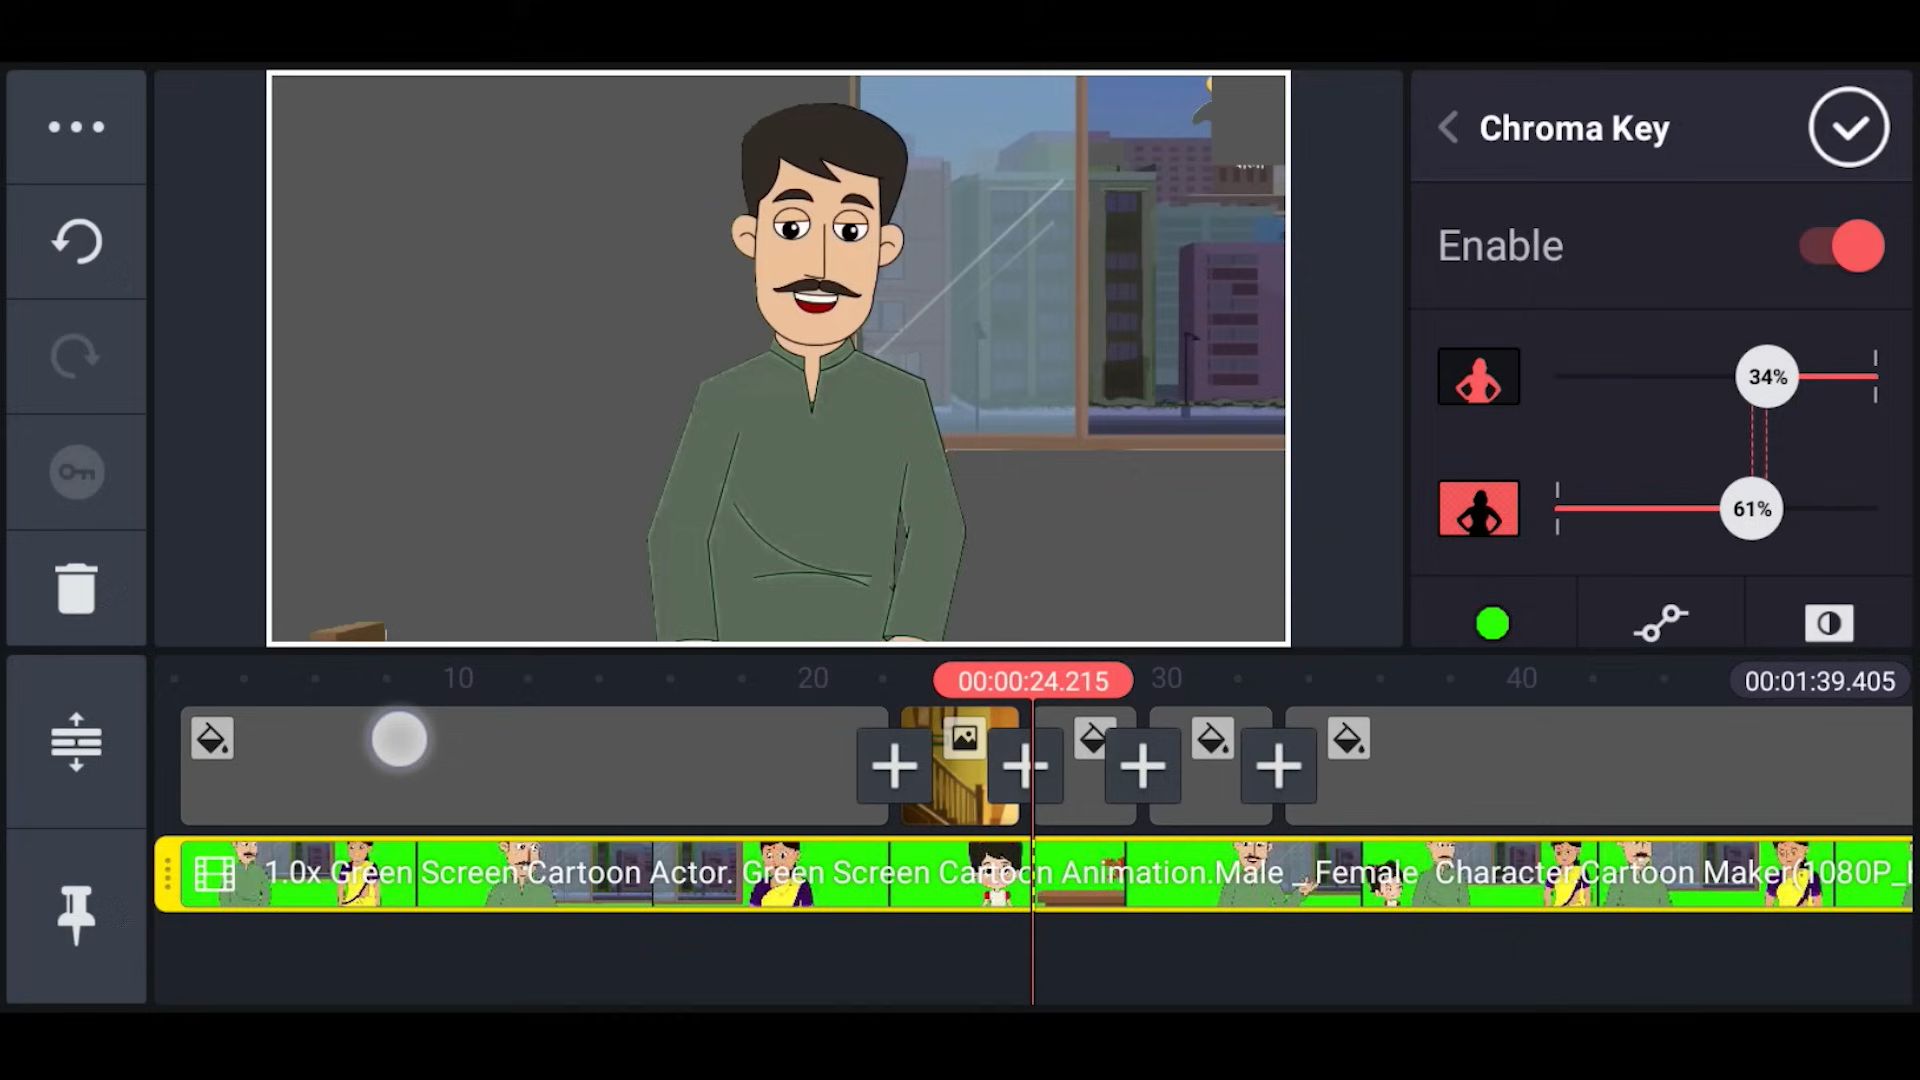 Chroma Key
Enable
34%
61%
10
20
00:00:24.215
30
40
00:01:39.405
1.0x Green Screen Cartoon Actor. Green Screen Cartoon Animation.Male _ Female Character,Cartoon Maker(1080P_